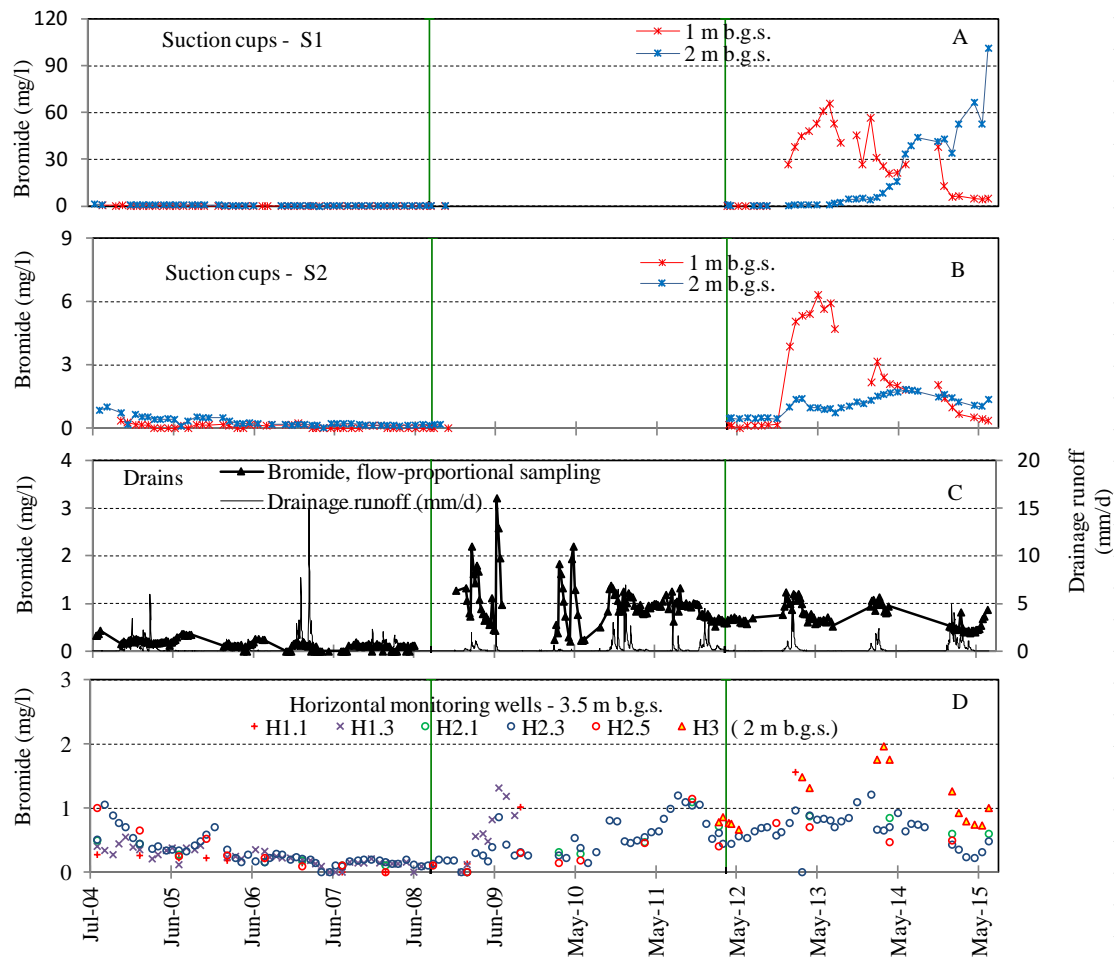 Suction cups - S1
1 m b.g.s.
2 m b.g.s.
A
Bromide (mg/l)
120
90
60
30
0
Suction cups - S2
1 m b.g.s.
2 m b.g.s.
B
Bromide (mg/l)
9
6
3
0
Drains
Bromide, flow-proportional sampling
Drainage runoff (mm/d)
C
Bromide (mg/l)
4
3
2
1
0
20
15
10
5
0
Drainage runoff
(mm/d)
Horizontal monitoring wells - 3.5 m b.g.s.
D
H1.1 H1.3 H2.1 H2.3 H2.5 H3 ( 2 m b.g.s.)
Bromide (mg/l)
3
2
1
0
Jul-04 Jun-05 Jun-06 Jun-07 Jun-08 Jun-09 May-10 May-11 May-12 May-13 May-14 May-15